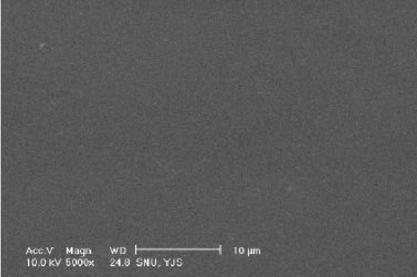 Acc.V Magn WD 10 µm
10.0 kV 5000x 24.8 SNU, YJS